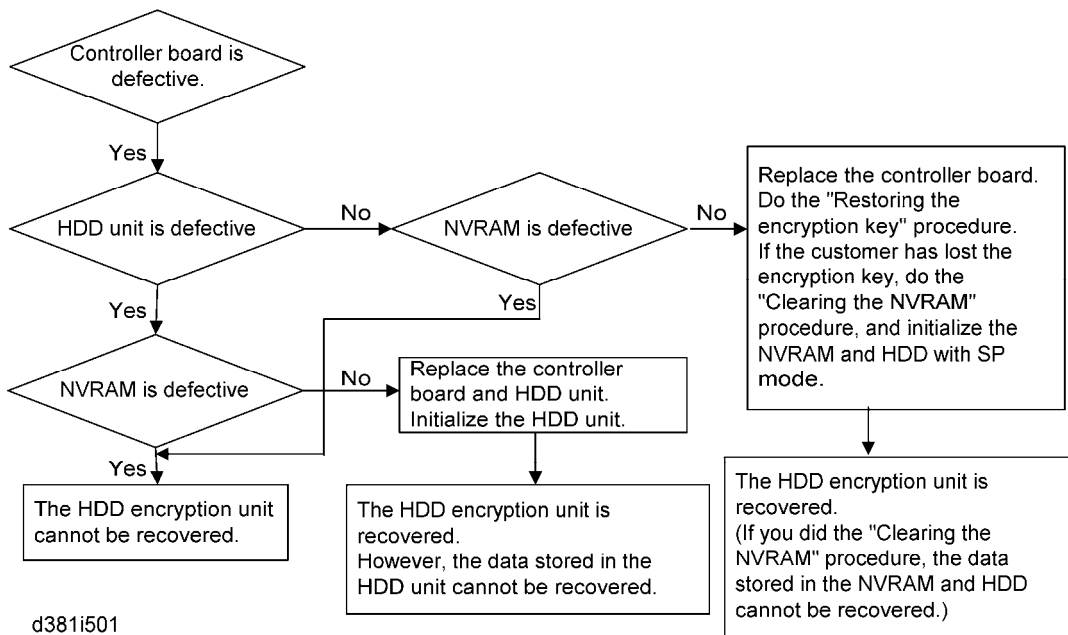 Controller board is
defective.
Yes
HDD unit is defective
No
NVRAM is defective
No
Replace the controller board.
Do the "Restoring the
encryption key" procedure.
If the customer has lost the
encryption key, do the
"Clearing the NVRAM"
procedure, and initialize the
NVRAM and HDD with SP
mode.
Yes
Yes
NVRAM is defective
No
Replace the controller
board and HDD unit.
Initialize the HDD unit.
Yes
The HDD encryption unit
cannot be recovered.
The HDD encryption unit is
recovered.
However, the data stored in the
HDD unit cannot be recovered.
The HDD encryption unit is
recovered.
(If you did the "Clearing the
NVRAM" procedure, the data
stored in the NVRAM and HDD
cannot be recovered.)
d381i501